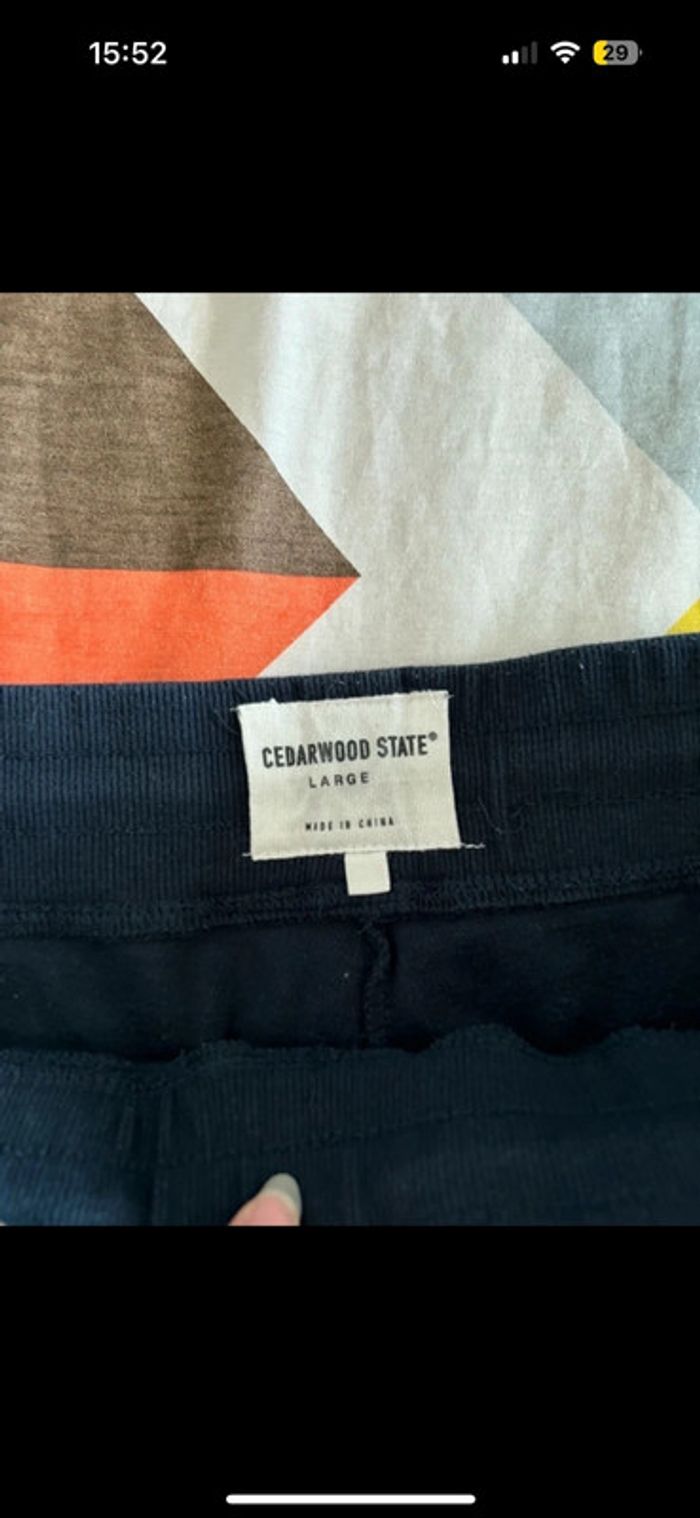 15:52
29
CEDARWOOD STATE®
LARGE
MADE IN CHINA